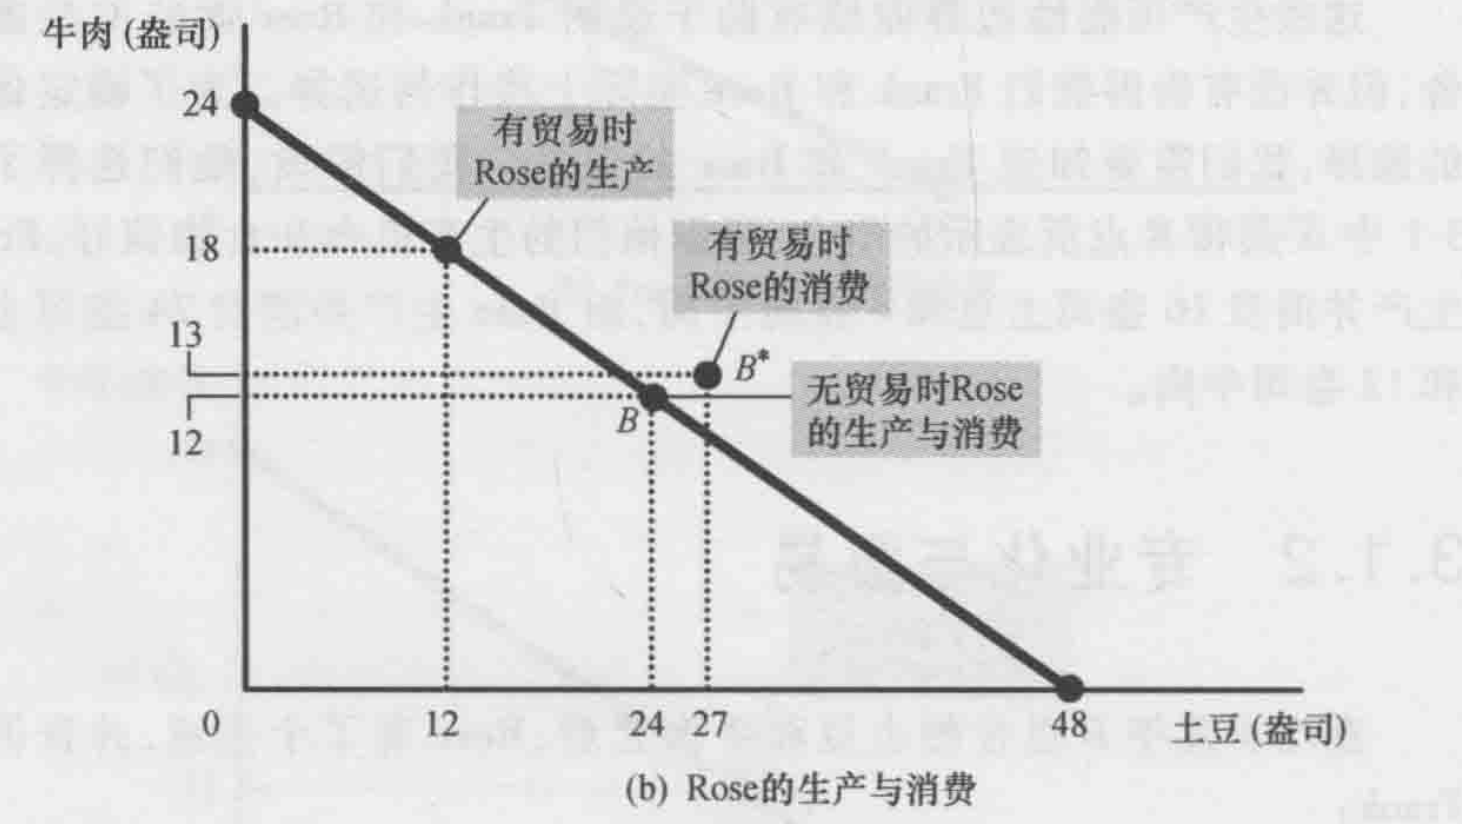 牛肉 (盎司)
24
有贸易时
Rose的生产
18
有贸易时
Rose的消费
13
B*
12
B
无贸易时Rose
的生产与消费
0
12
24
27
48
土豆 (盎司)
(b) Rose的生产与消费